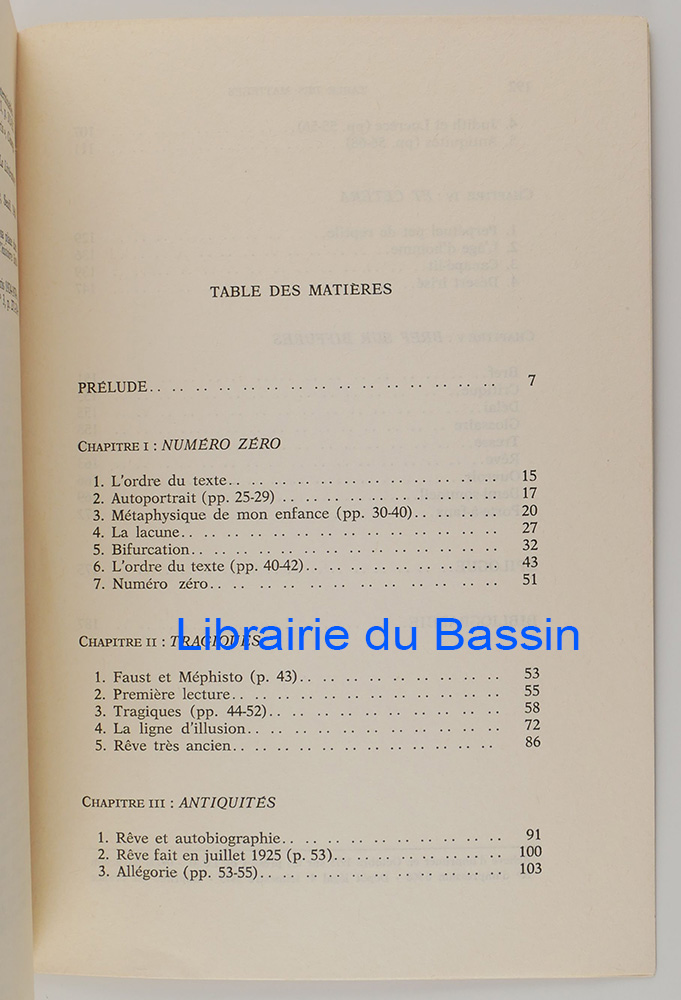 TABLE DES MATIÈRES
PRÉLUDE.. .. .. .. .. .. .. .. .. .. .. .. .. .. .. 7
CHAPITRE I : NUMÉRO ZÉRO
1. L'ordre du texte.. .. .. .. .. .. .. .. .. .. .. 15
2. Autoportrait (pp. 25-29) .. .. .. .. .. .. .. .. .. 17
3. Métaphysique de mon enfance (pp. 30-40).. .. .. .. 20
4. La lacune.. .. .. .. .. .. .. .. .. .. .. .. .. 27
5. Bifurcation.. .. .. .. .. .. .. .. .. .. .. .. .. 32
6. L'ordre du texte (pp. 40-42).. .. .. .. .. .. .. .. 43
7. Numéro zéro.. .. .. .. .. .. .. .. .. .. .. .. 51
Librairie du Bassin
CHAPITRE II : TRAGIQUES
1. Faust et Méphisto (p. 43).. .. .. .. .. .. .. .. .. 53
2. Première lecture.. .. .. .. .. .. .. .. .. .. .. 55
3. Tragiques (pp. 44-52).. .. .. .. .. .. .. .. .. .. 58
4. La ligne d'illusion.. .. .. .. .. .. .. .. .. .. .. 72
5. Rêve très ancien.. .. .. .. .. .. .. .. .. .. .. 86
CHAPITRE III : ANTIQUITÉS
1. Rêve et autobiographie.. .. .. .. .. .. .. .. .. 91
2. Rêve fait en juillet 1925 (p. 53).. .. .. .. .. .. .. 100
3. Allégorie (pp. 53-55).. .. .. .. .. .. .. .. .. .. 103